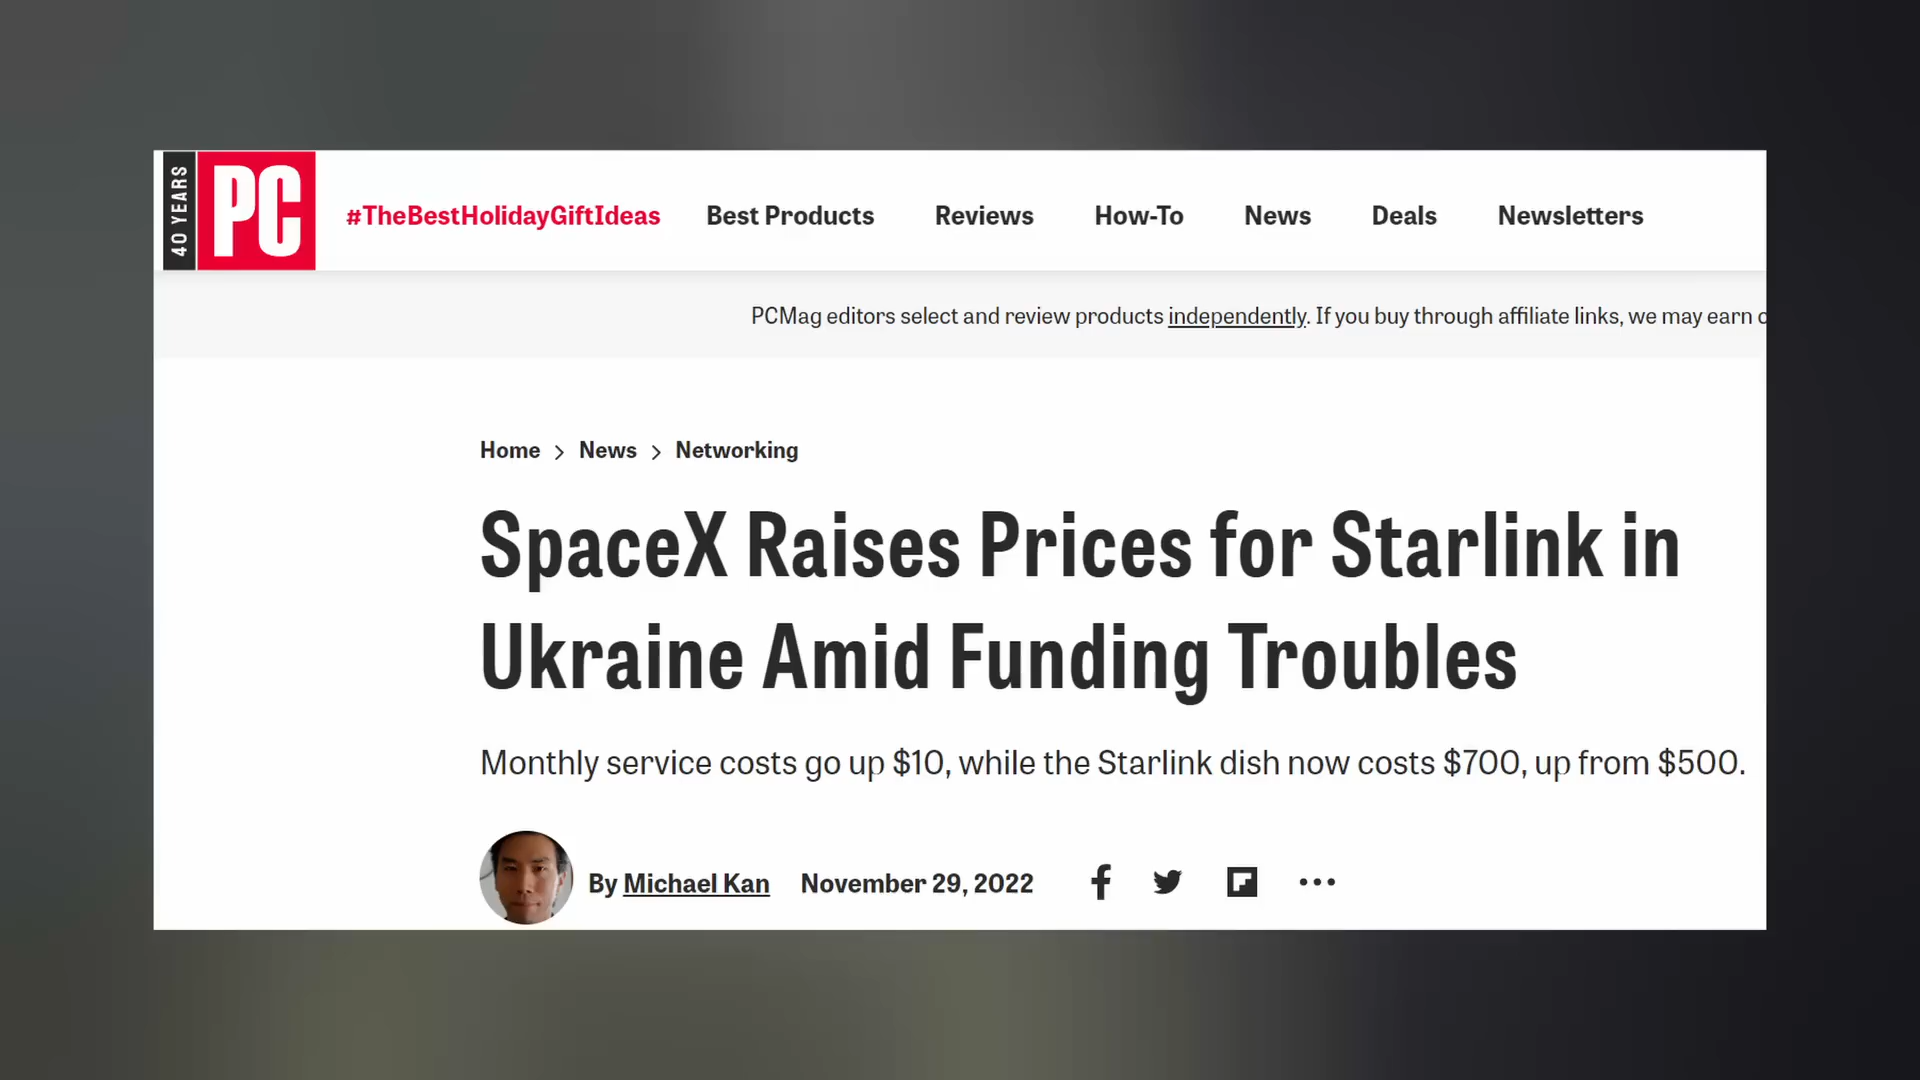 40 YEARS
PC
#TheBestHolidayGiftIdeas Best Products Reviews How-To News Deals Newsletters
PCMag editors select and review products independently. If you buy through affiliate links, we may earn
Home > News > Networking
SpaceX Raises Prices for Starlink in
Ukraine Amid Funding Troubles
Monthly service costs go up $10, while the Starlink dish now costs $700, up from $500.
By Michael Kan November 29, 2022